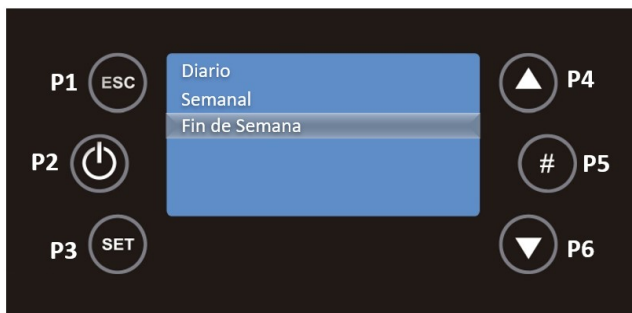 P1 ESC
Diario
Semanal
Fin de Semana
P4
P2
# P5
P3 SET
P6